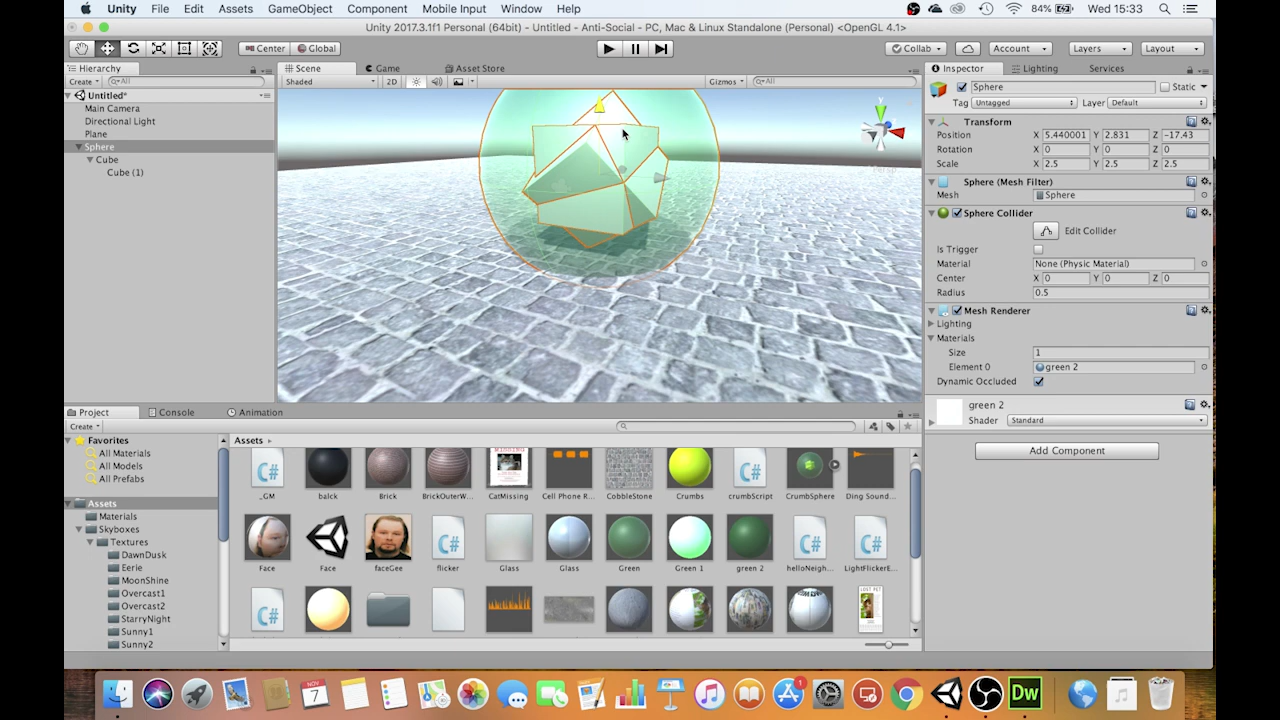 Unity File Edit Assets GameObject Component Mobile Input Window Help 84% Wed 15:33
Unity 2017.3.1f1 Personal (64bit) - Untitled - Anti-Social - PC, Mac & Linux Standalone (Personal) <OpenGL 4.1>
Center Global Collab Account Layers Layout
Hierarchy Scene Game Asset Store Inspector Lighting Services
Create All Shaded 2D Gizmos All Sphere Static
Untitled* Tag Untagged Layer Default
Main Camera
Directional Light Transform
Plane Position X 5.440001 Y 2.831 Z -17.43
Sphere Rotation X 0 Y 0 Z 0
Cube Scale X 2.5 Y 2.5 Z 2.5
Cube (1)
Persp
Sphere (Mesh Filter)
Mesh Sphere
Sphere Collider
Edit Collider
Is Trigger
Material None (Physic Material)
Center X 0 Y 0 Z 0
Radius 0.5
Mesh Renderer
Lighting
Materials
Size 1
Element 0 green 2
Dynamic Occluded
green 2
Shader Standard
Add Component
Project Console Animation
Create
Favorites
All Materials
All Models
All Prefabs
Assets
Materials
Skyboxes
Textures
DawnDusk
Eerie
MoonShine
Overcast1
Overcast2
StarryNight
Sunny1
Sunny2
Assets
C# MISSING C#
_GM balck Brick BrickOuterW... CatMissing Cell Phone R... CobbleStone Crumbs crumbScript CrumbSphere Ding Sound...
C# C# C#
Face Face faceGee flicker Glass Glass Green Green 1 green 2 helloNeigh... LightFlickerE...
C# LOST PET
NOV 7 1 Dw